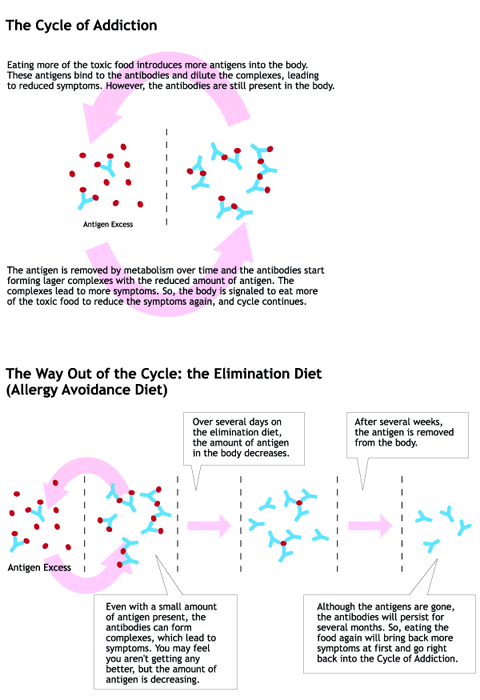 The Cycle of Addiction
Eating more of the toxic food introduces more antigens into the body.
These antigens bind to the antibodies and dilute the complexes, leading
to reduced symptoms. However, the antibodies are still present in the body.
Antigen Excess
The antigen is removed by metabolism over time and the antibodies start
forming lager complexes with the reduced amount of antigen. The
complexes lead to more symptoms. So, the body is signaled to eat more
of the toxic food to reduce the symptoms again, and cycle continues.
The Way Out of the Cycle: the Elimination Diet
(Allergy Avoidance Diet)
Over several days on
the elimination diet,
the amount of antigen
in the body decreases.
After several weeks,
the antigen is removed
from the body.
Antigen Excess
Even with a small amount
of antigen present, the
antibodies can form
complexes, which lead to
symptoms. You may feel
you aren't getting any
better, but the amount of
antigen is decreasing.
Although the antigens are gone,
the antibodies will persist for
several months. So, eating the
food again will bring back more
symptoms at first and go right
back into the Cycle of Addiction.